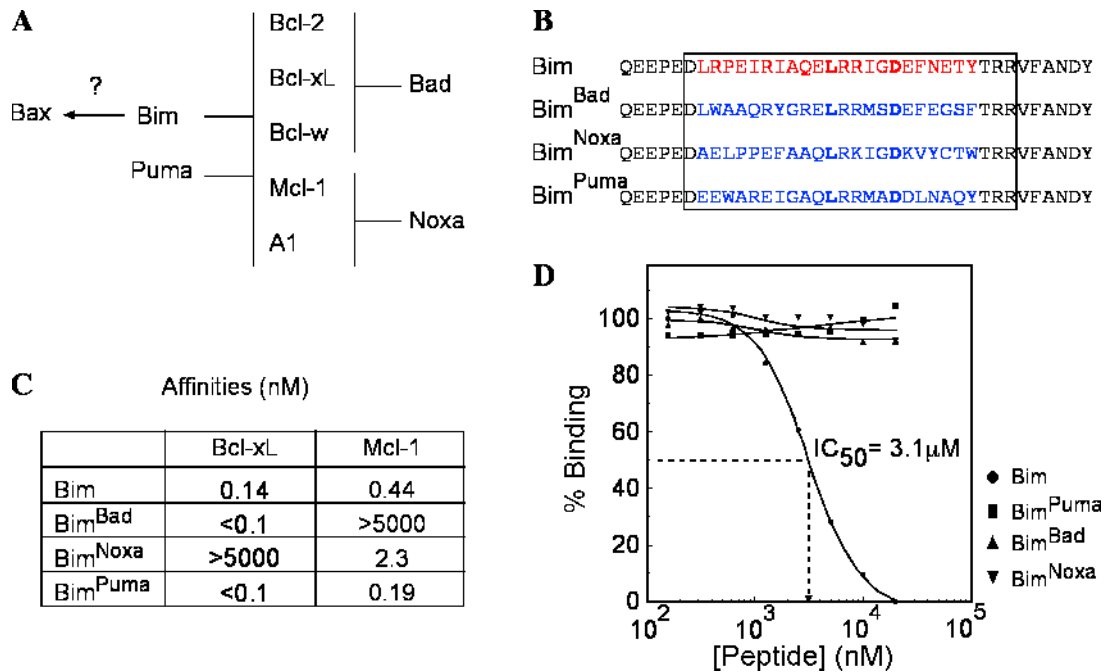 A
Bcl-2
Bcl-xL
Bcl-w
Mcl-1
A1
Bad
Noxa
?
Bax
Bim
Puma
B
Bim QEEPEDLRPEIRIAQELRRIGDEFNETYTRRVFANDY
Bim^Bad QEEPEDLWAAQRYGRELRRMSDEFEGSFTRRVFANDY
Bim^Noxa QEEPEDAELPPEFAAQLRKIGDKVYCTWTRRVFANDY
Bim^Puma QEEPEDEEWAREIGAQLRRMADDLNAQYTRRVFANDY
C
Affinities (nM)
Bcl-xL Mcl-1
Bim 0.14 0.44
Bim^Bad <0.1 >5000
Bim^Noxa >5000 2.3
Bim^Puma <0.1 0.19
D
% Binding
100
80
60
40
20
0
IC50= 3.1μM
10^2 10^3 10^4 10^5
[Peptide] (nM)
Bim
Bim^Puma
Bim^Bad
Bim^Noxa